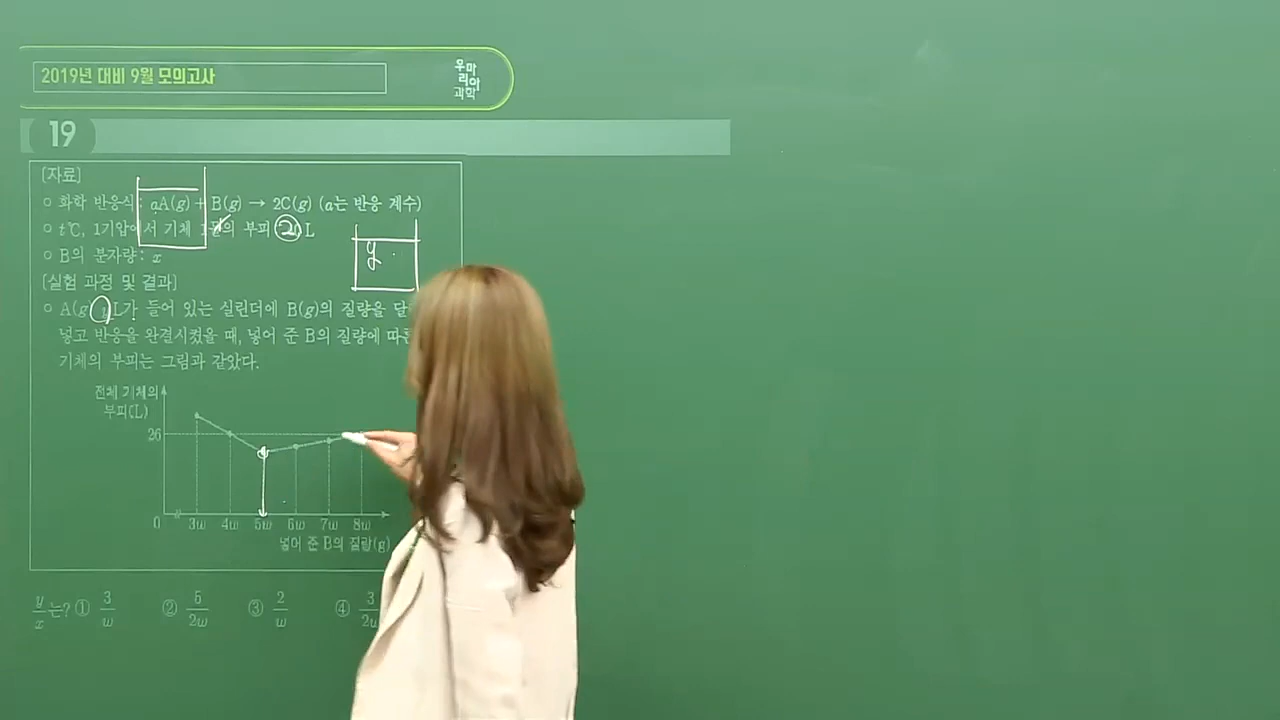 2019년 대비 9월 모의고사
우마
리아
과학
19
[자료]
○ 화학 반응식: aA(g) + B(g) → 2C(g) (a는 반응 계수)
○ t℃, 1기압에서 기체 1몰의 부피: 2 L
○ B의 분자량: x
y
[실험 과정 및 결과]
○ A(g) y L가 들어 있는 실린더에 B(g)의 질량을
넣고 반응을 완결시켰을 때, 넣어 준 B의 질량에
기체의 부피는 그림과 같았다.
전체 기체의
부피(L)
26
0 3w 4w 5w 6w 7w 8w
넣어 준 B의 질량(g)
y/x 는? ① 3/w ② 5/2w ③ 2/w ④